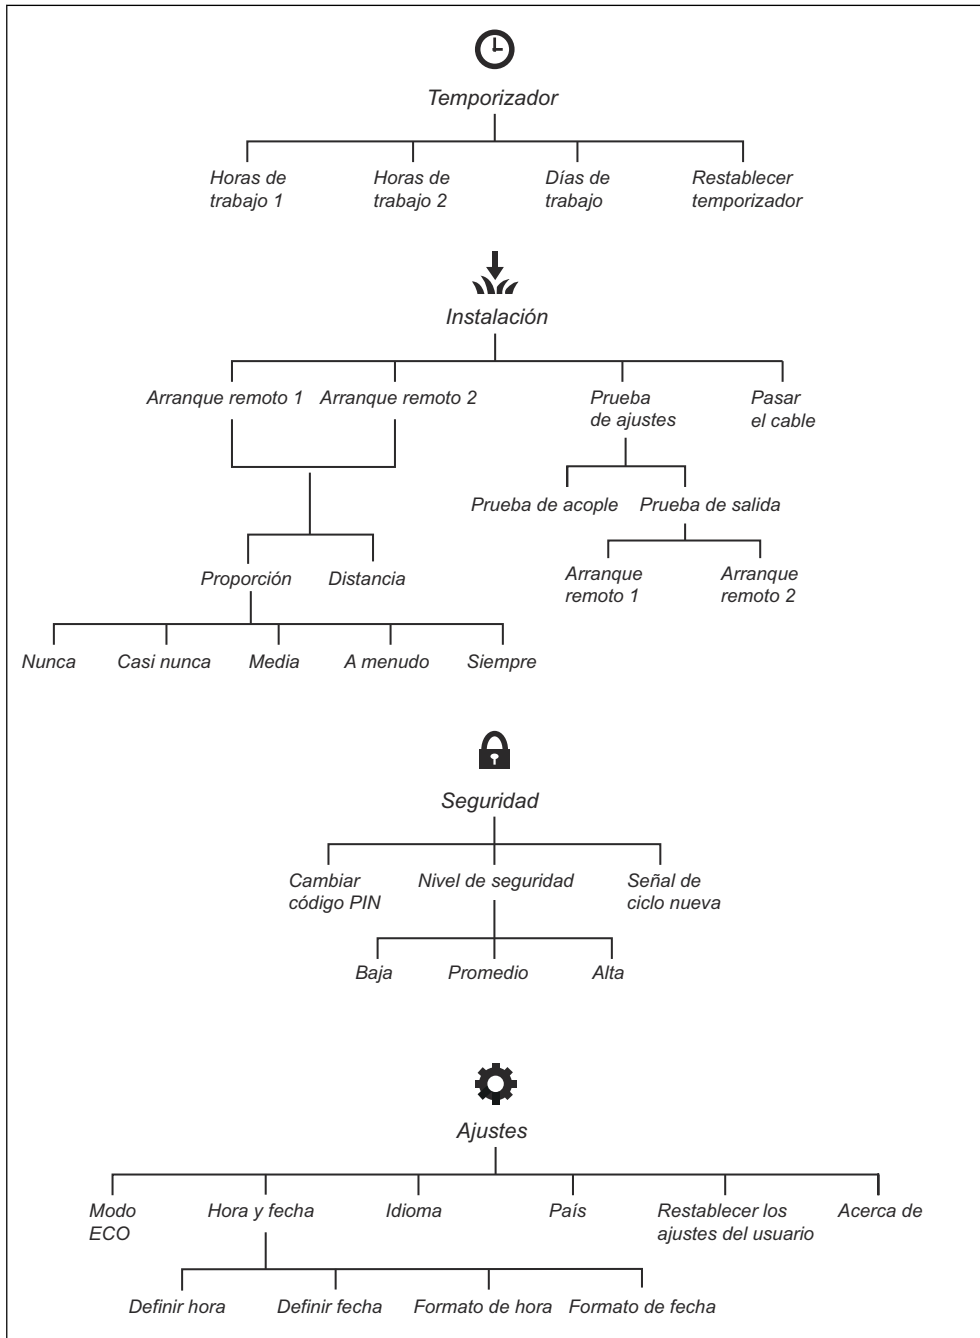 Temporizador
Horas de
trabajo 1
Horas de
trabajo 2
Días de
trabajo
Restablecer
temporizador
Instalación
Arranque remoto 1
Arranque remoto 2
Prueba
de ajustes
Pasar
el cable
Prueba de acople
Prueba de salida
Arranque
remoto 1
Arranque
remoto 2
Proporción
Distancia
Nunca
Casi nunca
Media
A menudo
Siempre
Seguridad
Cambiar
código PIN
Nivel de seguridad
Señal de
ciclo nueva
Baja
Promedio
Alta
Ajustes
Modo
ECO
Hora y fecha
Idioma
País
Restablecer los
ajustes del usuario
Acerca de
Definir hora
Definir fecha
Formato de hora
Formato de fecha